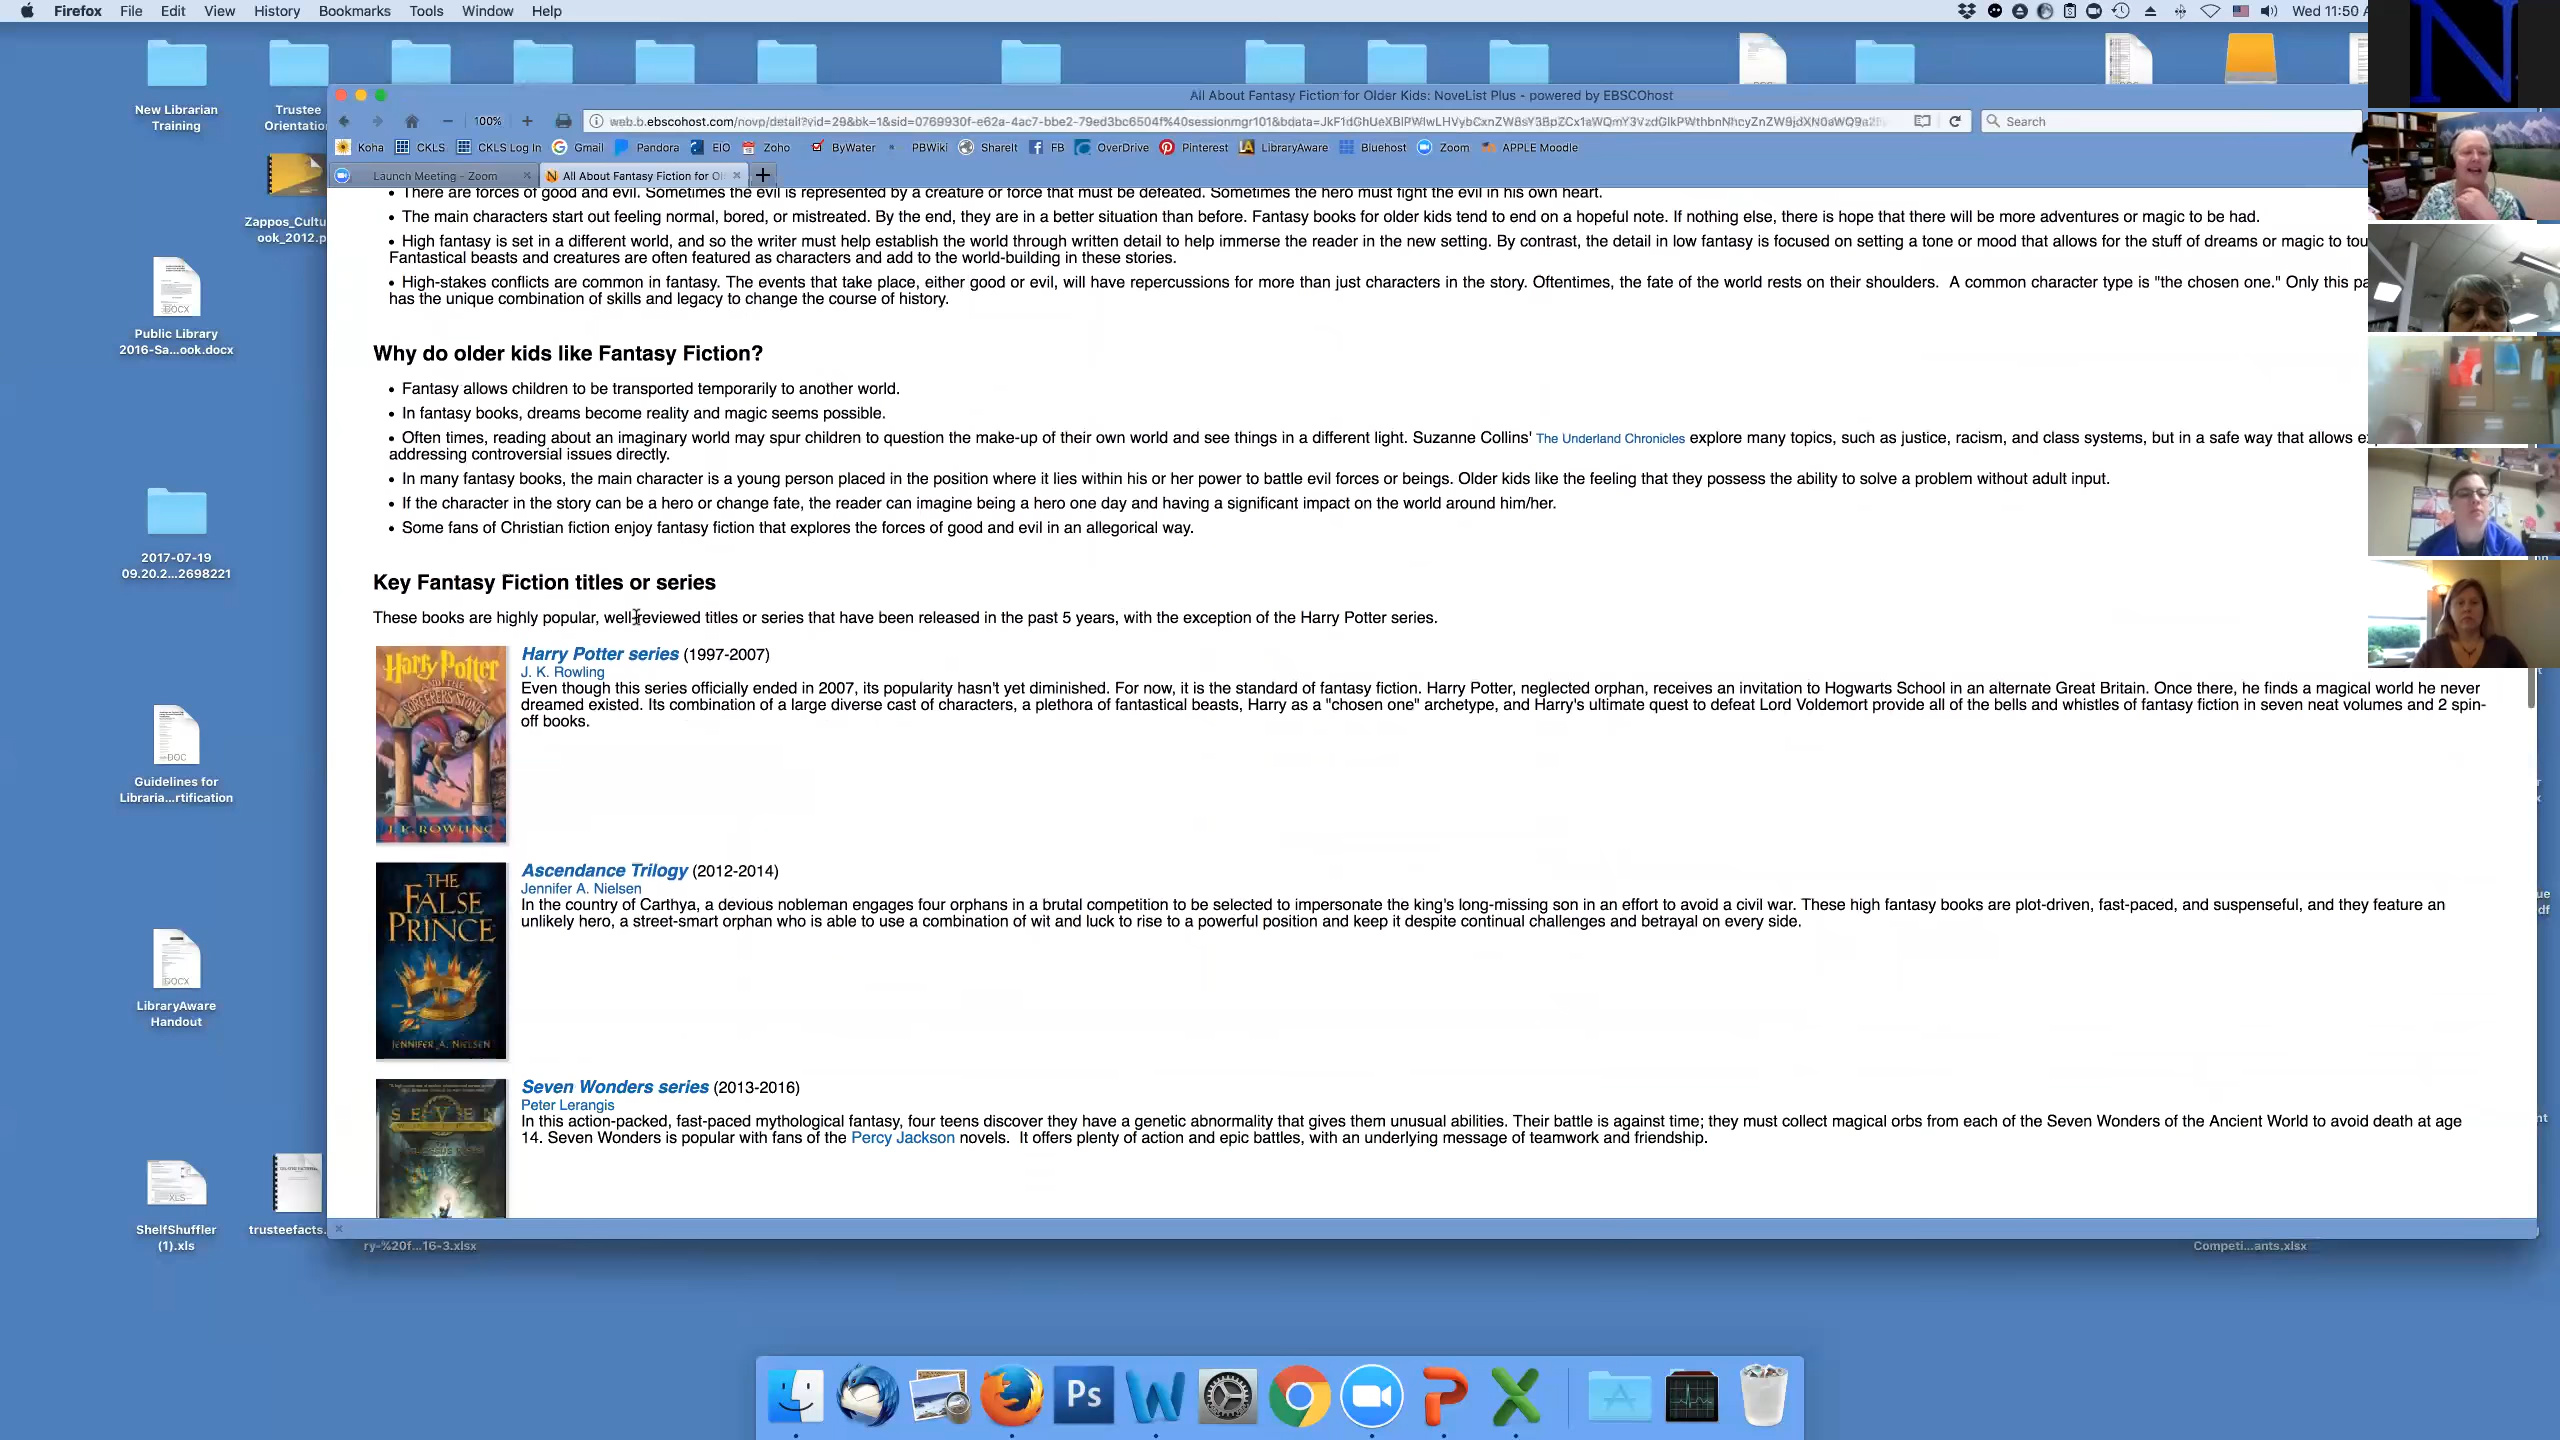 Firefox File Edit View History Bookmarks Tools Window Help
Wed 11:50
New Librarian
Training
Trustee
Orientation
Zappos_Cultu
ook_2012.p
DOCX
Public Library
2016-Sa...ook.docx
2017-07-19
09.20.2...2698221
DOC
Guidelines for
Libraria...rtification
DOCX
LibraryAware
Handout
XLS
ShelfShuffler
(1).xls
trusteefacts.
ry-%20f...16-3.xlsx
Competi...ants.xlsx
N
All About Fantasy Fiction for Older Kids: NoveList Plus - powered by EBSCOhost
100%
Search
Koha CKLS CKLS Log In Gmail Pandora EIO Zoho ByWater PBWiki ShareIt FB OverDrive Pinterest LibraryAware Bluehost Zoom APPLE Moodle
Launch Meeting - Zoom
All About Fantasy Fiction for Ol
• There are forces of good and evil. Sometimes the evil is represented by a creature or force that must be defeated. Sometimes the hero must fight the evil in his own heart.
• The main characters start out feeling normal, bored, or mistreated. By the end, they are in a better situation than before. Fantasy books for older kids tend to end on a hopeful note. If nothing else, there is hope that there will be more adventures or magic to be had.
• High fantasy is set in a different world, and so the writer must help establish the world through written detail to help immerse the reader in the new setting. By contrast, the detail in low fantasy is focused on setting a tone or mood that allows for the stuff of dreams or magic to tou
Fantastical beasts and creatures are often featured as characters and add to the world-building in these stories.
• High-stakes conflicts are common in fantasy. The events that take place, either good or evil, will have repercussions for more than just characters in the story. Oftentimes, the fate of the world rests on their shoulders. A common character type is "the chosen one." Only this pa
has the unique combination of skills and legacy to change the course of history.
Why do older kids like Fantasy Fiction?
• Fantasy allows children to be transported temporarily to another world.
• In fantasy books, dreams become reality and magic seems possible.
• Often times, reading about an imaginary world may spur children to question the make-up of their own world and see things in a different light. Suzanne Collins' The Underland Chronicles explore many topics, such as justice, racism, and class systems, but in a safe way that allows e
addressing controversial issues directly.
• In many fantasy books, the main character is a young person placed in the position where it lies within his or her power to battle evil forces or beings. Older kids like the feeling that they possess the ability to solve a problem without adult input.
• If the character in the story can be a hero or change fate, the reader can imagine being a hero one day and having a significant impact on the world around him/her.
• Some fans of Christian fiction enjoy fantasy fiction that explores the forces of good and evil in an allegorical way.
Key Fantasy Fiction titles or series
These books are highly popular, well-reviewed titles or series that have been released in the past 5 years, with the exception of the Harry Potter series.
Harry Potter
AND THE
SORCERER'S STONE
J. K. ROWLING
Harry Potter series (1997-2007)
J. K. Rowling
Even though this series officially ended in 2007, its popularity hasn't yet diminished. For now, it is the standard of fantasy fiction. Harry Potter, neglected orphan, receives an invitation to Hogwarts School in an alternate Great Britain. Once there, he finds a magical world he never
dreamed existed. Its combination of a large diverse cast of characters, a plethora of fantastical beasts, Harry as a "chosen one" archetype, and Harry's ultimate quest to defeat Lord Voldemort provide all of the bells and whistles of fantasy fiction in seven neat volumes and 2 spin-
off books.
THE
FALSE
PRINCE
JENNIFER A. NIELSEN
Ascendance Trilogy (2012-2014)
Jennifer A. Nielsen
In the country of Carthya, a devious nobleman engages four orphans in a brutal competition to be selected to impersonate the king's long-missing son in an effort to avoid a civil war. These high fantasy books are plot-driven, fast-paced, and suspenseful, and they feature an
unlikely hero, a street-smart orphan who is able to use a combination of wit and luck to rise to a powerful position and keep it despite continual challenges and betrayal on every side.
SEVEN
Seven Wonders series (2013-2016)
Peter Lerangis
In this action-packed, fast-paced mythological fantasy, four teens discover they have a genetic abnormality that gives them unusual abilities. Their battle is against time; they must collect magical orbs from each of the Seven Wonders of the Ancient World to avoid death at age
14. Seven Wonders is popular with fans of the Percy Jackson novels. It offers plenty of action and epic battles, with an underlying message of teamwork and friendship.
Ps